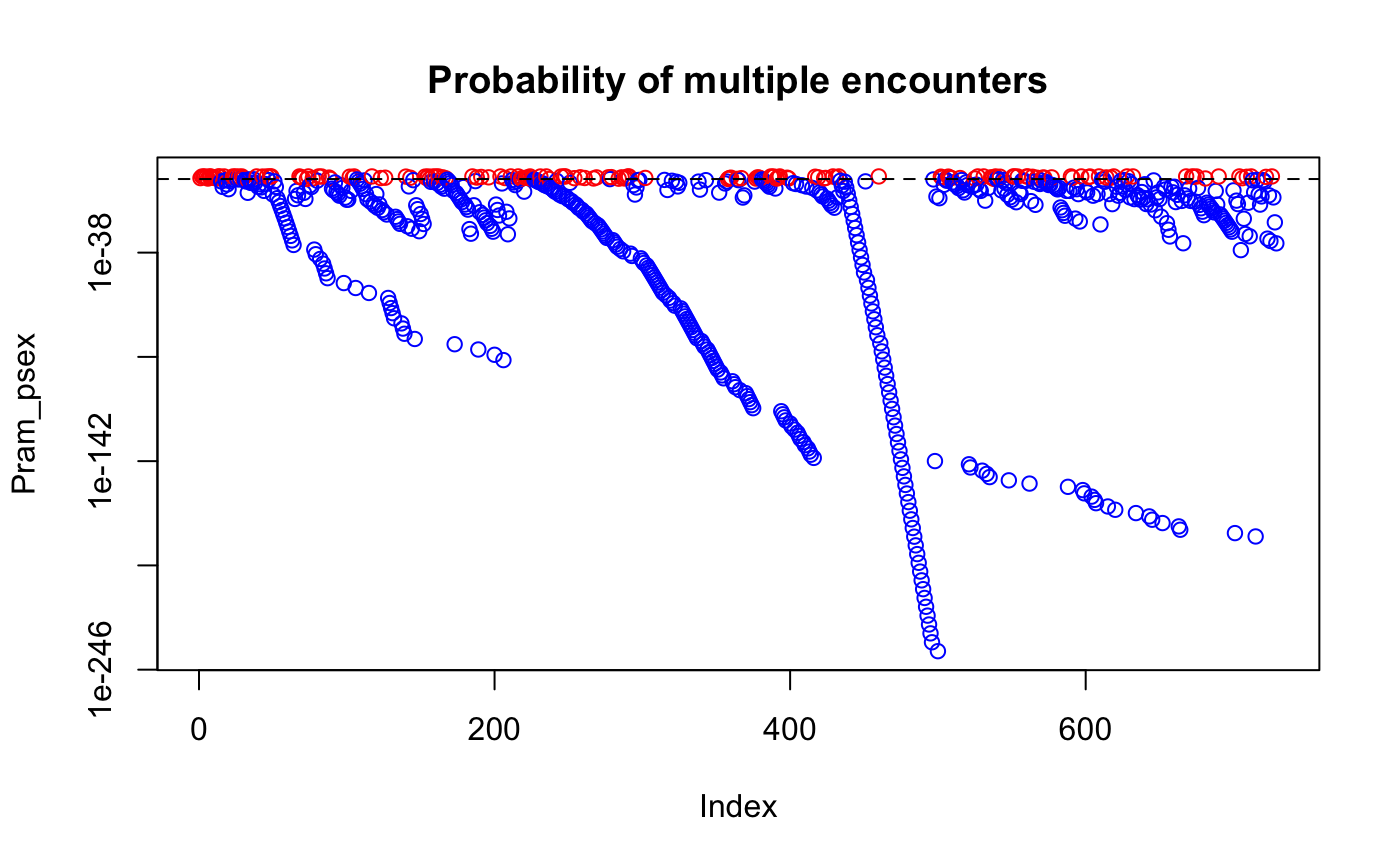 Probability of multiple encounters
Pram_psex
1e-38
1e-142
1e-246
0 200 400 600
Index